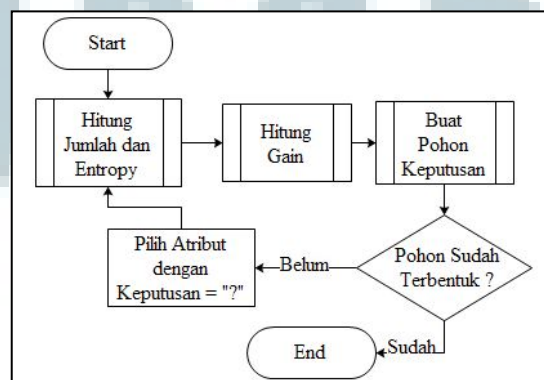 Start
Hitung
Jumlah dan
Entropy
Hitung
Gain
Buat
Pohon
Keputusan
Pohon Sudah
Terbentuk ?
Belum
Pilih Atribut
dengan
Keputusan = "?"
Sudah
End